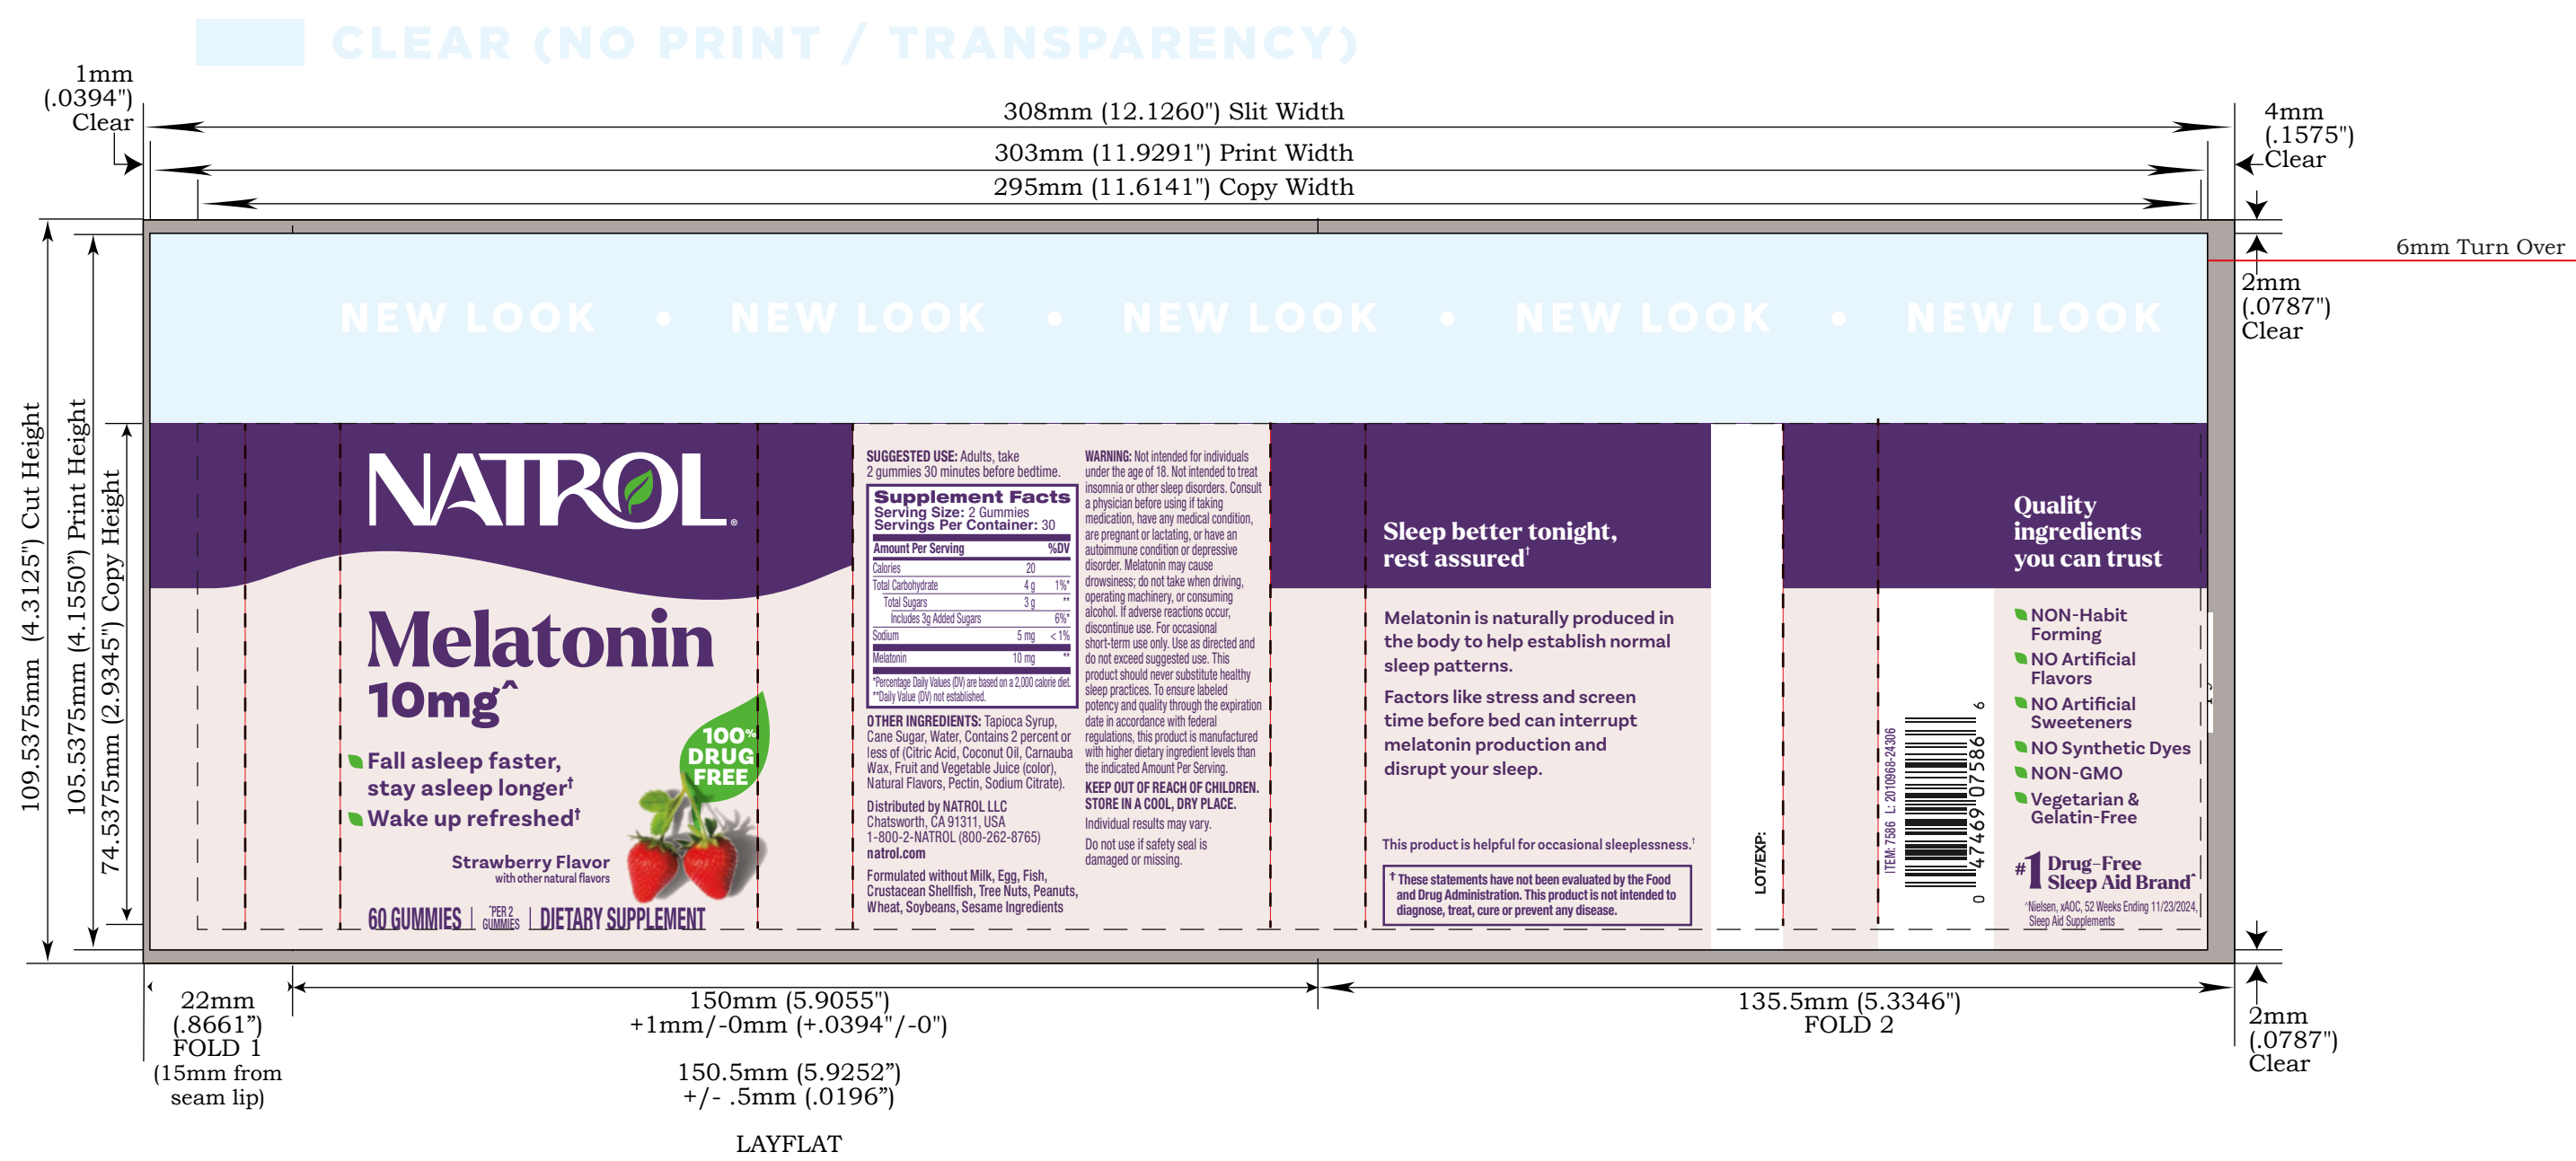 CLEAR (NO PRINT / TRANSPARENCY)
1mm
(.0394")
Clear
308mm (12.1260") Slit Width
303mm (11.9291") Print Width
295mm (11.6141") Copy Width
4mm
(.1575")
Clear
6mm Turn Over
2mm
(.0787")
Clear
109.5375mm (4.3125") Cut Height
105.5375mm (4.1550”) Print Height
74.5375mm (2.9345") Copy Height
NEW LOOK • NEW LOOK • NEW LOOK • NEW LOOK • NEW LOOK
NATROL®
Melatonin
10mg^
Fall asleep faster,
stay asleep longer†
Wake up refreshed†
100%
DRUG
FREE
Strawberry Flavor
with other natural flavors
60 GUMMIES | ^PER 2 GUMMIES | DIETARY SUPPLEMENT
SUGGESTED USE: Adults, take
2 gummies 30 minutes before bedtime.
Supplement Facts
Serving Size: 2 Gummies
Servings Per Container: 30
Amount Per Serving %DV
Calories 20
Total Carbohydrate 4 g 1%*
Total Sugars 3 g **
Includes 3g Added Sugars 6%*
Sodium 5 mg < 1%
Melatonin 10 mg **
*Percentage Daily Values (DV) are based on a 2,000 calorie diet.
**Daily Value (DV) not established.
OTHER INGREDIENTS: Tapioca Syrup,
Cane Sugar, Water, Contains 2 percent or
less of (Citric Acid, Coconut Oil, Carnauba
Wax, Fruit and Vegetable Juice (color),
Natural Flavors, Pectin, Sodium Citrate).
Distributed by NATROL LLC
Chatsworth, CA 91311, USA
1-800-2-NATROL (800-262-8765)
natrol.com
Formulated without Milk, Egg, Fish,
Crustacean Shellfish, Tree Nuts, Peanuts,
Wheat, Soybeans, Sesame Ingredients
WARNING: Not intended for individuals
under the age of 18. Not intended to treat
insomnia or other sleep disorders. Consult
a physician before using if taking
medication, have any medical condition,
are pregnant or lactating, or have an
autoimmune condition or depressive
disorder. Melatonin may cause
drowsiness; do not take when driving,
operating machinery, or consuming
alcohol. If adverse reactions occur,
discontinue use. For occasional
short-term use only. Use as directed and
do not exceed suggested use. This
product should never substitute healthy
sleep practices. To ensure labeled
potency and quality through the expiration
date in accordance with federal
regulations, this product is manufactured
with higher dietary ingredient levels than
the indicated Amount Per Serving.
KEEP OUT OF REACH OF CHILDREN.
STORE IN A COOL, DRY PLACE.
Individual results may vary.
Do not use if safety seal is
damaged or missing.
Sleep better tonight,
rest assured†
Melatonin is naturally produced in
the body to help establish normal
sleep patterns.
Factors like stress and screen
time before bed can interrupt
melatonin production and
disrupt your sleep.
This product is helpful for occasional sleeplessness.†
† These statements have not been evaluated by the Food
and Drug Administration. This product is not intended to
diagnose, treat, cure or prevent any disease.
LOT/EXP:
ITEM: 7586 L: 2010968-24306
0 47469 07586 6
Quality
ingredients
you can trust
NON-Habit
Forming
NO Artificial
Flavors
NO Artificial
Sweeteners
NO Synthetic Dyes
NON-GMO
Vegetarian &
Gelatin-Free
#1 Drug-Free
Sleep Aid Brand^
^Nielsen, xAOC, 52 Weeks Ending 11/23/2024,
Sleep Aid Supplements
22mm
(.8661”)
FOLD 1
(15mm from
seam lip)
150mm (5.9055")
+1mm/-0mm (+.0394"/-0")
150.5mm (5.9252”)
+/- .5mm (.0196”)
LAYFLAT
135.5mm (5.3346")
FOLD 2
2mm
(.0787")
Clear